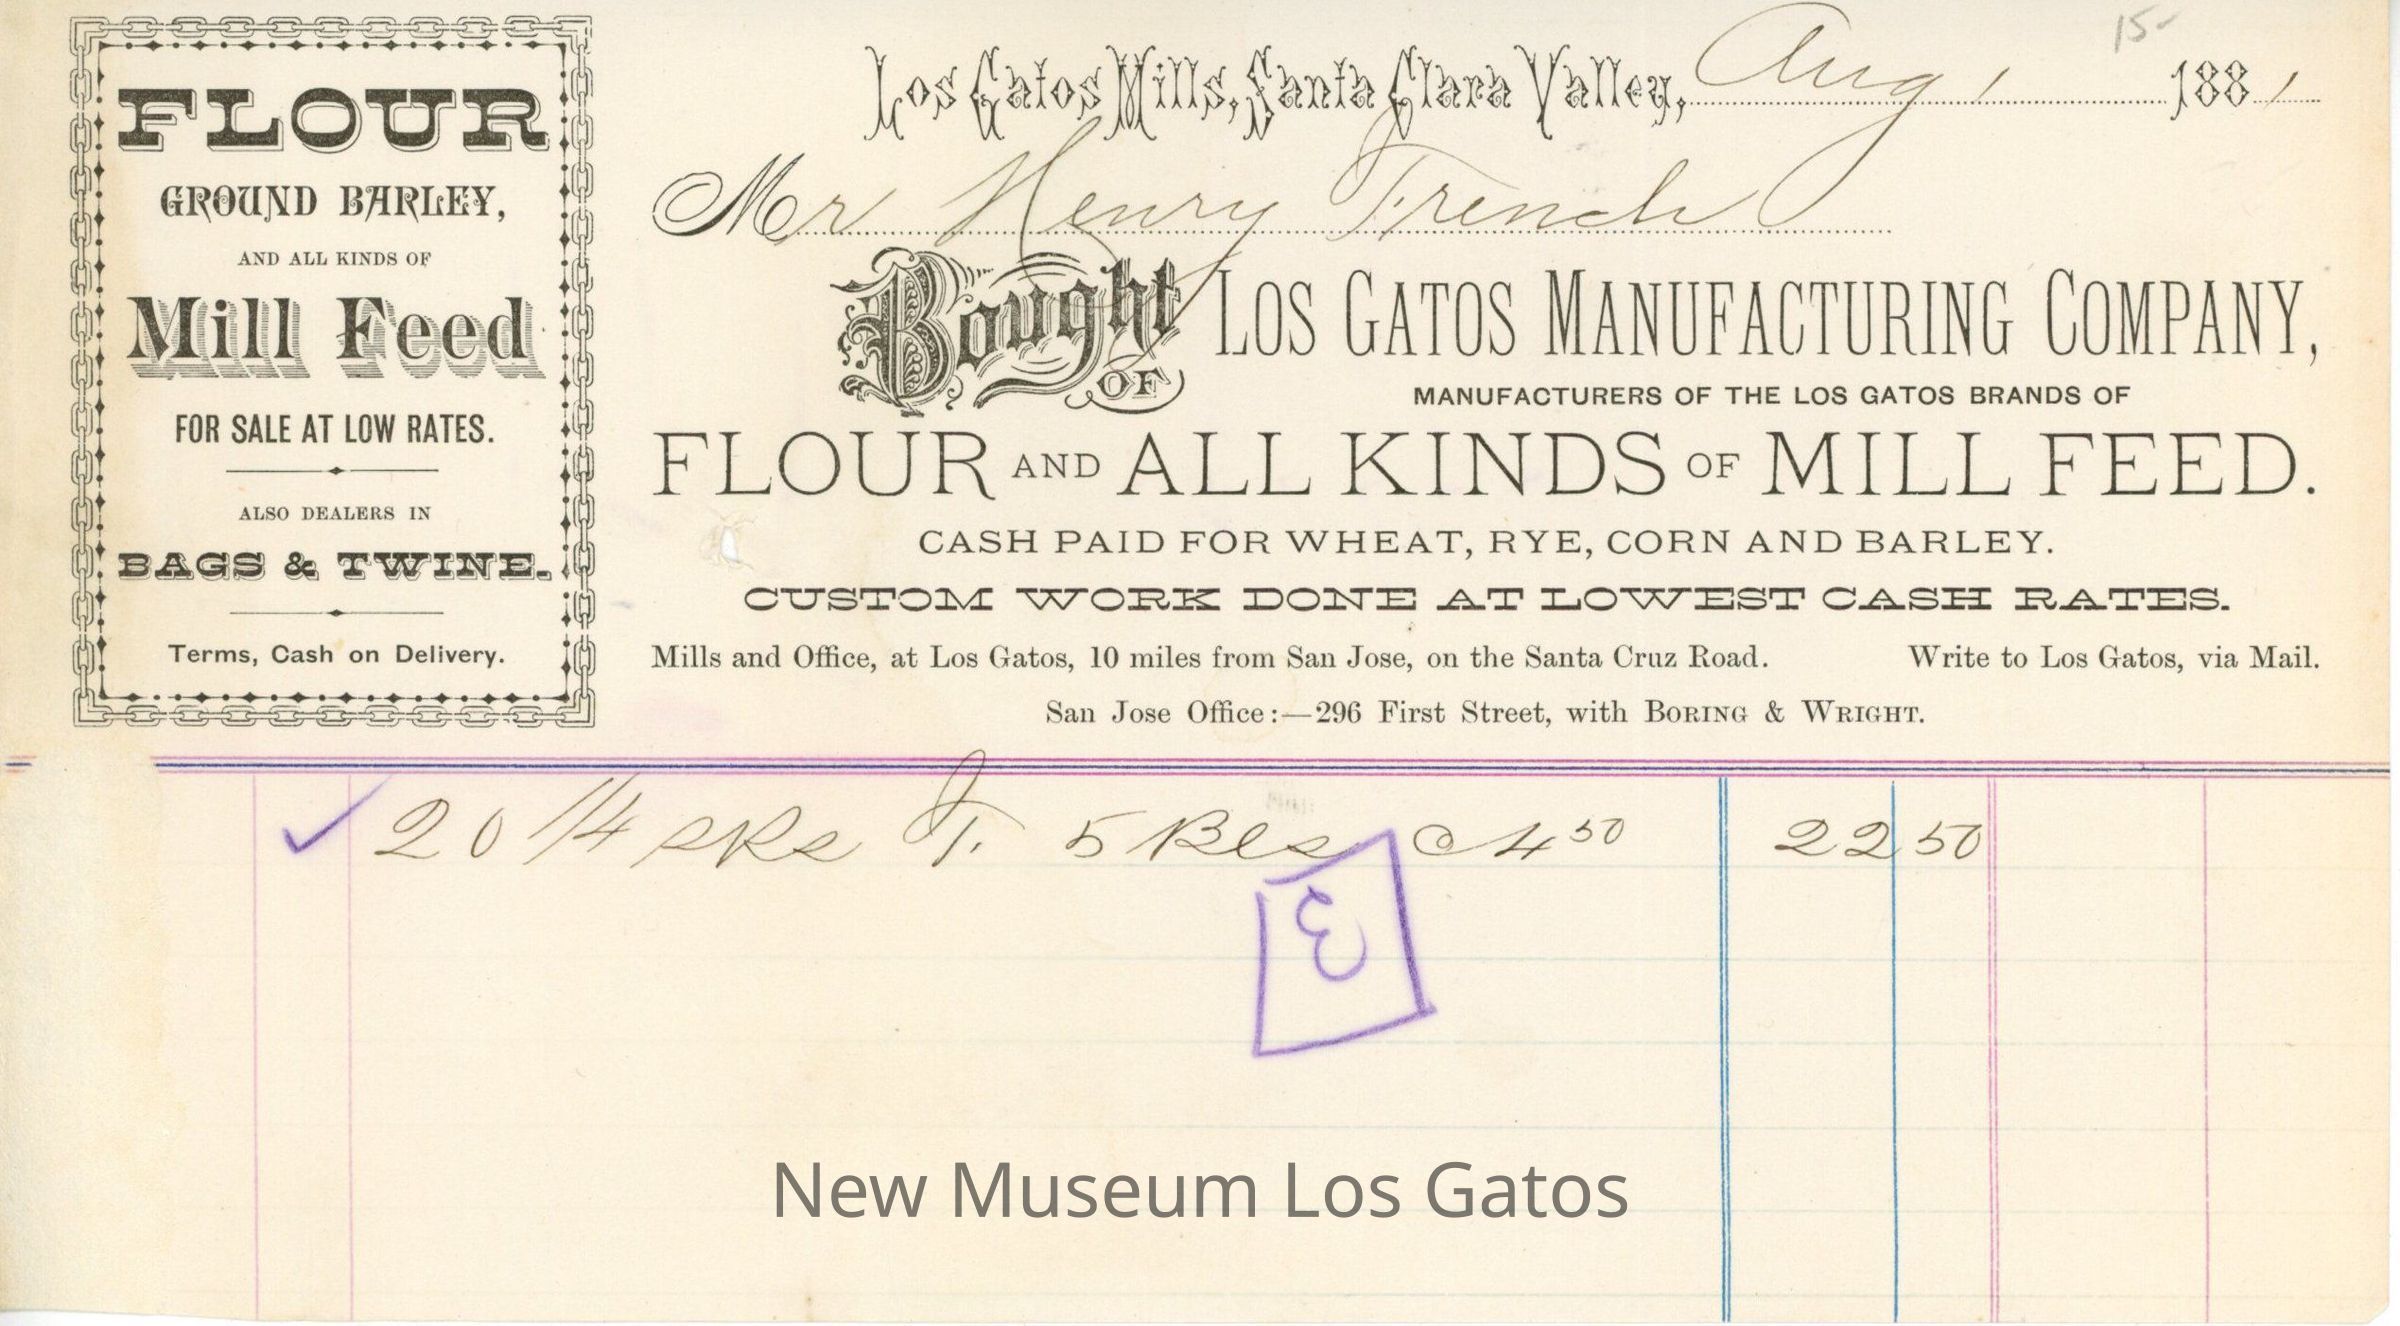 FLOUR
GROUND BARLEY,
AND ALL KINDS OF
Mill Feed
FOR SALE AT LOW RATES.
ALSO DEALERS IN
BAGS & TWINE.
Terms, Cash on Delivery.
15-
Los Gatos Mills, Santa Clara Valley, Aug 1 1881
Mr Henry French
Bought OF LOS GATOS MANUFACTURING COMPANY,
MANUFACTURERS OF THE LOS GATOS BRANDS OF
FLOUR AND ALL KINDS OF MILL FEED.
CASH PAID FOR WHEAT, RYE, CORN AND BARLEY.
CUSTOM WORK DONE AT LOWEST CASH RATES.
Mills and Office, at Los Gatos, 10 miles from San Jose, on the Santa Cruz Road. Write to Los Gatos, via Mail.
San Jose Office:—296 First Street, with BORING & WRIGHT.
20 1/4 sks F. 5 Bls @ 4 50 22 50
New Museum Los Gatos